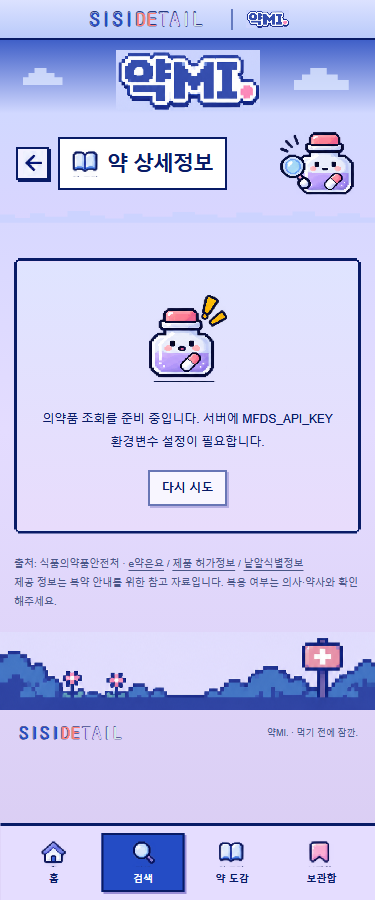 SISIDETAIL 약MI.
약MI.
약 상세정보
의약품 조회를 준비 중입니다. 서버에 MFDS_API_KEY
환경변수 설정이 필요합니다.
다시 시도
출처: 식품의약품안전처 · e약은요 / 제품 허가정보 / 낱알식별정보
제공 정보는 복약 안내를 위한 참고 자료입니다. 복용 여부는 의사·약사와 확인
해주세요.
SISIDETAIL 약MI. · 먹기 전에 잠깐.
홈 검색 약 도감 보관함